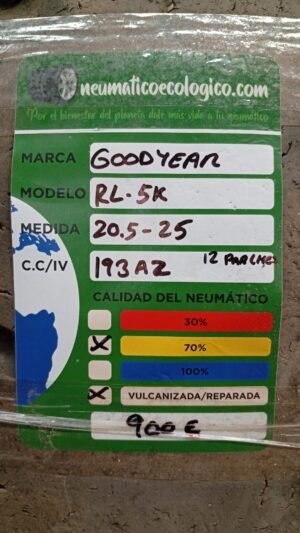 neumaticoecologico.com
Por el bienestar del planeta dale más vida a tu neumático
MARCA GOODYEAR
MODELO RL-5K
MEDIDA 20.5-25
C.C/IV 193A2 12
CALIDAD DEL NEUMÁTICO
30%
X 70%
100%
X VULCANIZADA/REPARADA
900 €